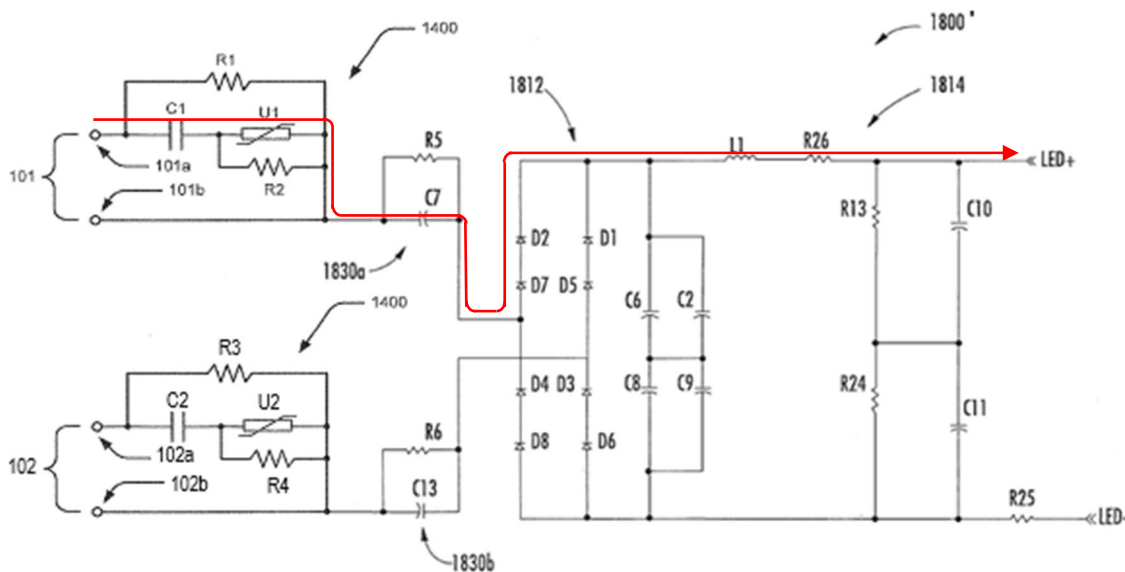 1400
1800'
R1
1812
1814
C1
U1
R5
L1
R26
101a
LED+
101
R2
101b
C7
R13
C10
D2
D1
1830a
D7
D5
1400
C6
C2
R3
D4
D3
C8
C9
R24
C2
U2
C11
R6
102a
D8
D6
102
102b
R4
C13
R25
LED-
1830b